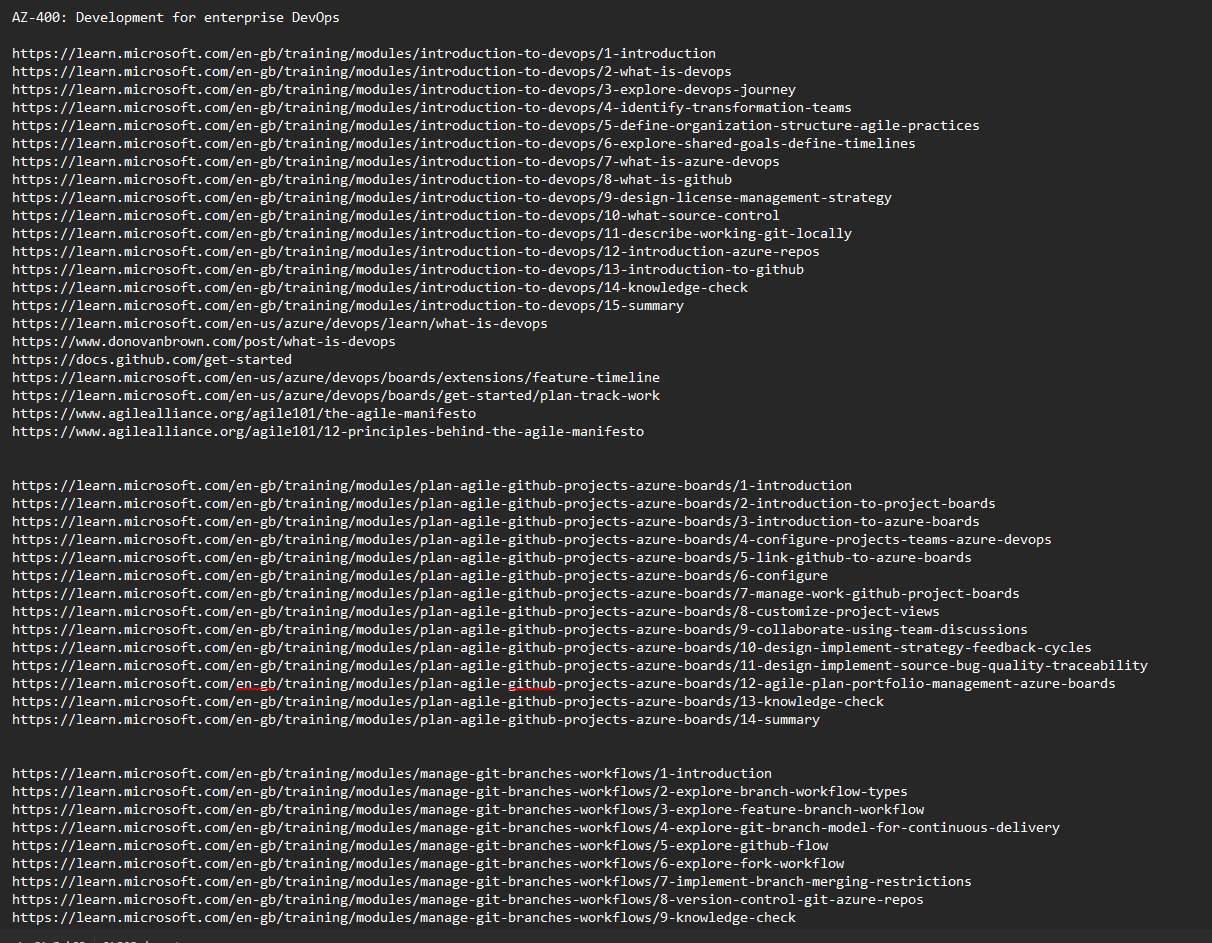 AZ-400: Development for enterprise DevOps
https://learn.microsoft.com/en-gb/training/modules/introduction-to-devops/1-introduction
https://learn.microsoft.com/en-gb/training/modules/introduction-to-devops/2-what-is-devops
https://learn.microsoft.com/en-gb/training/modules/introduction-to-devops/3-explore-devops-journey
https://learn.microsoft.com/en-gb/training/modules/introduction-to-devops/4-identify-transformation-teams
https://learn.microsoft.com/en-gb/training/modules/introduction-to-devops/5-define-organization-structure-agile-practices
https://learn.microsoft.com/en-gb/training/modules/introduction-to-devops/6-explore-shared-goals-define-timelines
https://learn.microsoft.com/en-gb/training/modules/introduction-to-devops/7-what-is-azure-devops
https://learn.microsoft.com/en-gb/training/modules/introduction-to-devops/8-what-is-github
https://learn.microsoft.com/en-gb/training/modules/introduction-to-devops/9-design-license-management-strategy
https://learn.microsoft.com/en-gb/training/modules/introduction-to-devops/10-what-source-control
https://learn.microsoft.com/en-gb/training/modules/introduction-to-devops/11-describe-working-git-locally
https://learn.microsoft.com/en-gb/training/modules/introduction-to-devops/12-introduction-azure-repos
https://learn.microsoft.com/en-gb/training/modules/introduction-to-devops/13-introduction-to-github
https://learn.microsoft.com/en-gb/training/modules/introduction-to-devops/14-knowledge-check
https://learn.microsoft.com/en-gb/training/modules/introduction-to-devops/15-summary
https://learn.microsoft.com/en-us/azure/devops/learn/what-is-devops
https://www.donovanbrown.com/post/what-is-devops
https://docs.github.com/get-started
https://learn.microsoft.com/en-us/azure/devops/boards/extensions/feature-timeline
https://learn.microsoft.com/en-us/azure/devops/boards/get-started/plan-track-work
https://www.agilealliance.org/agile101/the-agile-manifesto
https://www.agilealliance.org/agile101/12-principles-behind-the-agile-manifesto
https://learn.microsoft.com/en-gb/training/modules/plan-agile-github-projects-azure-boards/1-introduction
https://learn.microsoft.com/en-gb/training/modules/plan-agile-github-projects-azure-boards/2-introduction-to-project-boards
https://learn.microsoft.com/en-gb/training/modules/plan-agile-github-projects-azure-boards/3-introduction-to-azure-boards
https://learn.microsoft.com/en-gb/training/modules/plan-agile-github-projects-azure-boards/4-configure-projects-teams-azure-devops
https://learn.microsoft.com/en-gb/training/modules/plan-agile-github-projects-azure-boards/5-link-github-to-azure-boards
https://learn.microsoft.com/en-gb/training/modules/plan-agile-github-projects-azure-boards/6-configure
https://learn.microsoft.com/en-gb/training/modules/plan-agile-github-projects-azure-boards/7-manage-work-github-project-boards
https://learn.microsoft.com/en-gb/training/modules/plan-agile-github-projects-azure-boards/8-customize-project-views
https://learn.microsoft.com/en-gb/training/modules/plan-agile-github-projects-azure-boards/9-collaborate-using-team-discussions
https://learn.microsoft.com/en-gb/training/modules/plan-agile-github-projects-azure-boards/10-design-implement-strategy-feedback-cycles
https://learn.microsoft.com/en-gb/training/modules/plan-agile-github-projects-azure-boards/11-design-implement-source-bug-quality-traceability
https://learn.microsoft.com/en-gb/training/modules/plan-agile-github-projects-azure-boards/12-agile-plan-portfolio-management-azure-boards
https://learn.microsoft.com/en-gb/training/modules/plan-agile-github-projects-azure-boards/13-knowledge-check
https://learn.microsoft.com/en-gb/training/modules/plan-agile-github-projects-azure-boards/14-summary
https://learn.microsoft.com/en-gb/training/modules/manage-git-branches-workflows/1-introduction
https://learn.microsoft.com/en-gb/training/modules/manage-git-branches-workflows/2-explore-branch-workflow-types
https://learn.microsoft.com/en-gb/training/modules/manage-git-branches-workflows/3-explore-feature-branch-workflow
https://learn.microsoft.com/en-gb/training/modules/manage-git-branches-workflows/4-explore-git-branch-model-for-continuous-delivery
https://learn.microsoft.com/en-gb/training/modules/manage-git-branches-workflows/5-explore-github-flow
https://learn.microsoft.com/en-gb/training/modules/manage-git-branches-workflows/6-explore-fork-workflow
https://learn.microsoft.com/en-gb/training/modules/manage-git-branches-workflows/7-implement-branch-merging-restrictions
https://learn.microsoft.com/en-gb/training/modules/manage-git-branches-workflows/8-version-control-git-azure-repos
https://learn.microsoft.com/en-gb/training/modules/manage-git-branches-workflows/9-knowledge-check